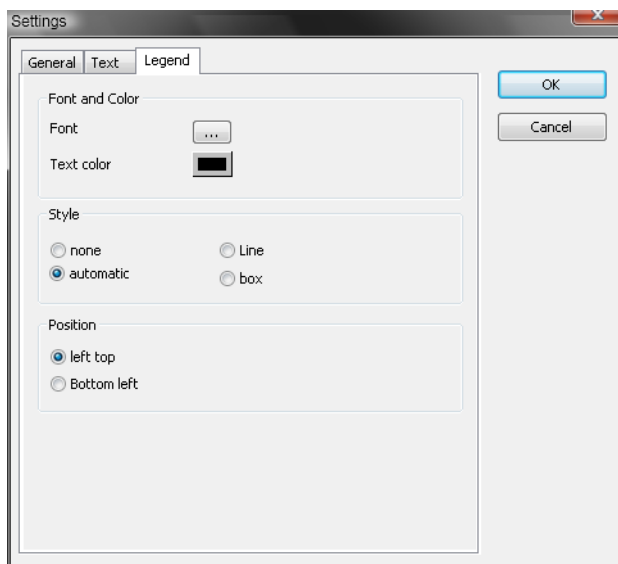 Settings
General Text Legend
OK
Cancel
Font and Color
Font ...
Text color
Style
none Line
automatic box
Position
left top
Bottom left